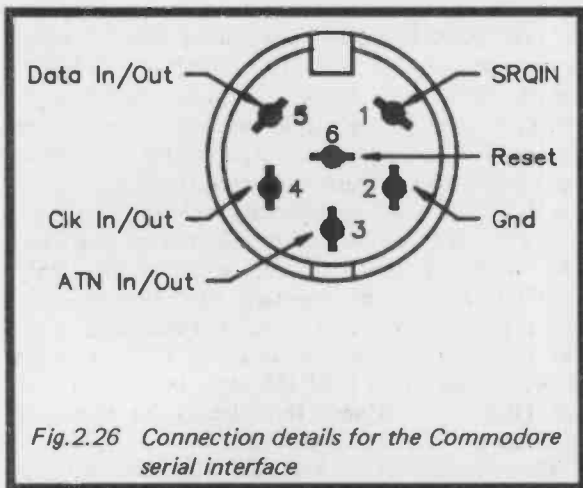 Data In/Out
SRQIN
5
1
6
Reset
4
2
Clk In/Out
Gnd
3
ATN In/Out
Fig.2.26 Connection details for the Commodore
serial interface